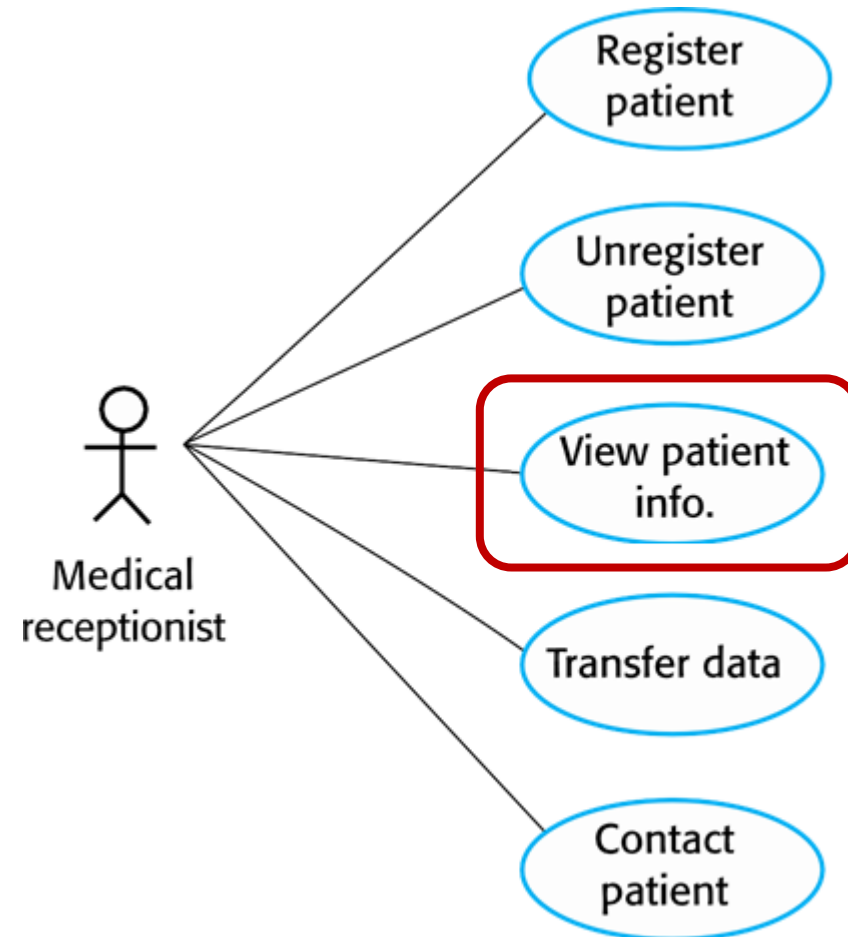 Register
patient
Unregister
patient
View patient
info.
Medical
receptionist
Transfer data
Contact
patient